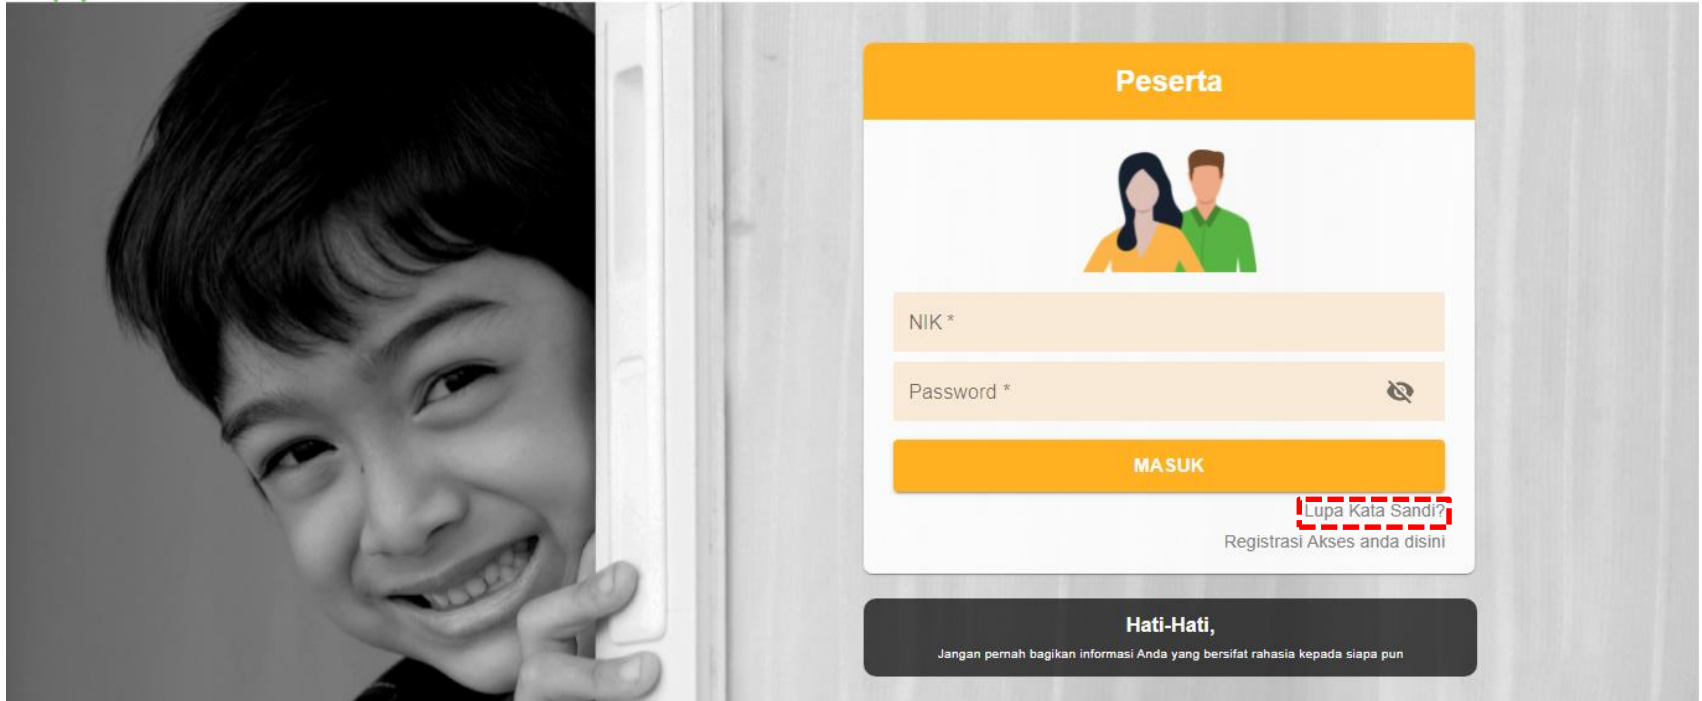 Peserta
NIK *
Password *
MASUK
Lupa Kata Sandi?
Registrasi Akses anda disini
Hati-Hati,
Jangan pernah bagikan informasi Anda yang bersifat rahasia kepada siapa pun